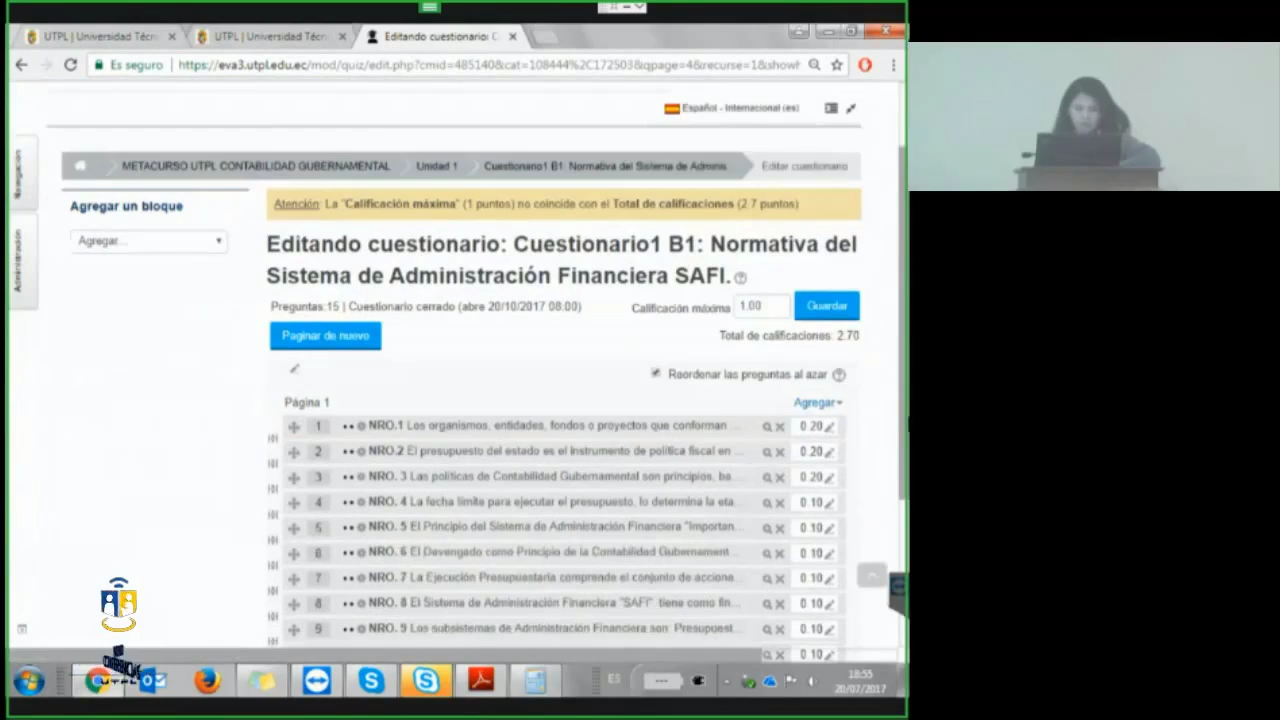 UTPL | Universidad Técni
UTPL | Universidad Técni
Editando cuestionario: C
Es seguro
https://eva3.utpl.edu.ec/mod/quiz/edit.php?cmid=485140&cat=108444%2C172503&qpage=4&recurse=1&showh
Español - Internacional (es)
Navegación
Administración
METACURSO UTPL CONTABILIDAD GUBERNAMENTAL
Unidad 1
Cuestionario1 B1: Normativa del Sistema de Adminis
Editar cuestionario
Agregar un bloque
Agregar...
Atención: La "Calificación máxima" (1 puntos) no coincide con el Total de calificaciones (2.7 puntos)
Editando cuestionario: Cuestionario1 B1: Normativa del
Sistema de Administración Financiera SAFI.
Preguntas:15 | Cuestionario cerrado (abre 20/10/2017 08:00)
Calificación máxima 1.00 Guardar
Paginar de nuevo
Total de calificaciones: 2.70
Reordenar las preguntas al azar
Página 1
Agregar
1 NRO.1 Los organismos, entidades, fondos o proyectos que conforman ... 0.20
2 NRO.2 El presupuesto del estado es el instrumento de política fiscal en ... 0.20
3 NRO. 3 Las políticas de Contabilidad Gubernamental son principios, ba... 0.20
4 NRO. 4 La fecha límite para ejecutar el presupuesto, lo determina la eta... 0.10
5 NRO. 5 El Principio del Sistema de Administración Financiera "Importan... 0.10
6 NRO. 6 El Devengado como Principio de la Contabilidad Gubernament... 0.10
7 NRO. 7 La Ejecución Presupuestaria comprende el conjunto de accione... 0.10
8 NRO. 8 El Sistema de Administración Financiera "SAFI" tiene como fin... 0.10
9 NRO. 9 Los subsistemas de Administración Financiera son: Presupuest... 0.10
0.10
UTPL
ES
18:55
20/07/2017